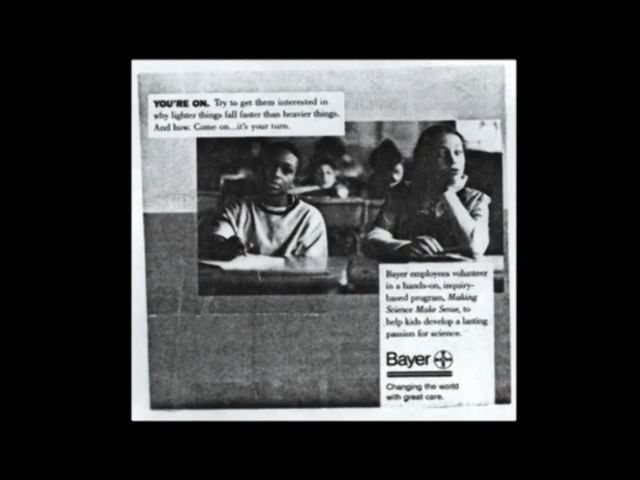 YOU'RE ON. Try to get them interested in
why lighter things fall faster than heavier things.
And how. Come on...it's your turn.
Bayer employees volunteer
in a hands-on, inquiry-
based program, Making
Science Make Sense, to
help kids develop a lasting
passion for science.
Bayer
BAYER
BAYER
Changing the world
with great care.